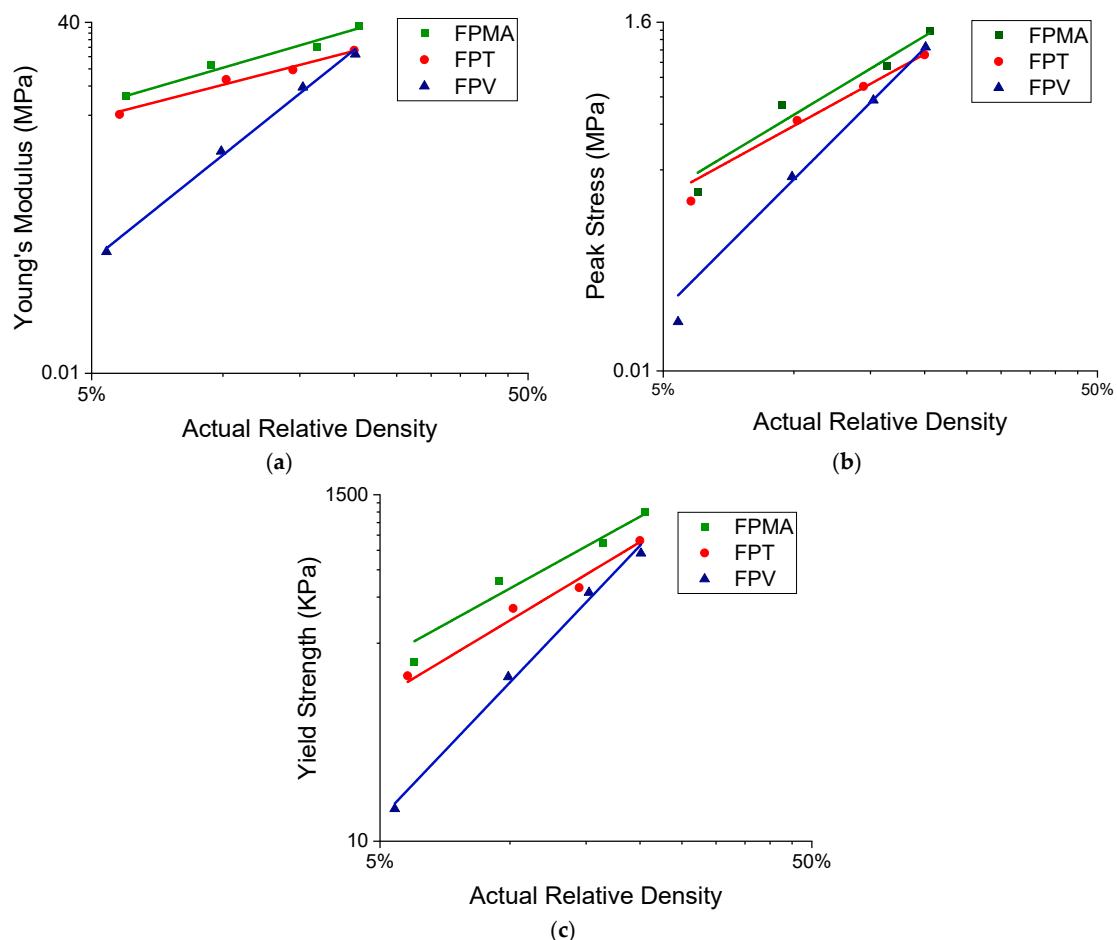 40
Young's Modulus (MPa)
0.01
5%
50%
Actual Relative Density
FPMA
FPT
FPV
(a)
1.6
Peak Stress (MPa)
0.01
5%
50%
Actual Relative Density
FPMA
FPT
FPV
(b)
1500
Yield Strength (KPa)
10
5%
50%
Actual Relative Density
FPMA
FPT
FPV
(c)